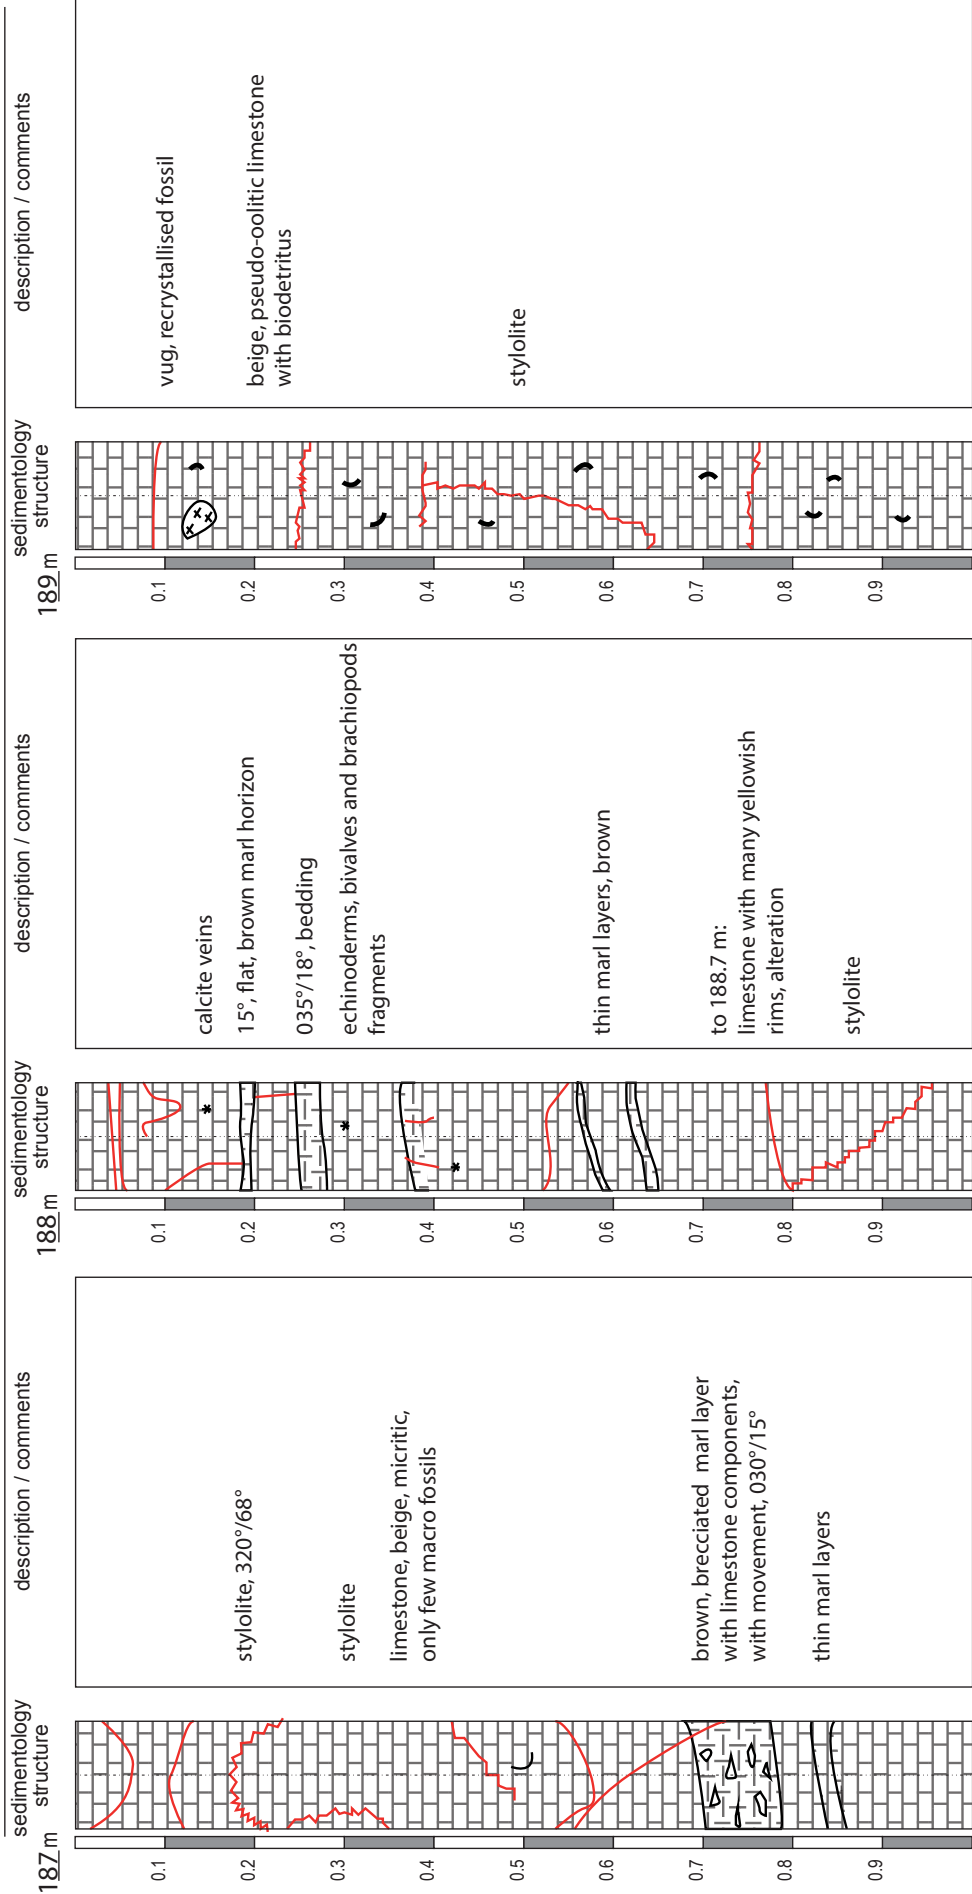 187 m
sedimentology
structure
description / comments
0.1
0.2
0.3
0.4
0.5
0.6
0.7
0.8
0.9
stylolite, 320°/68°
stylolite
limestone, beige, micritic,
only few macro fossils
brown, brecciated marl layer
with limestone components,
with movement, 030°/15°
thin marl layers
188 m
sedimentology
structure
description / comments
0.1
0.2
0.3
0.4
0.5
0.6
0.7
0.8
0.9
calcite veins
15°, flat, brown marl horizon
035°/18°, bedding
echinoderms, bivalves and brachiopods
fragments
thin marl layers, brown
to 188.7 m:
limestone with many yellowish
rims, alteration
stylolite
189 m
sedimentology
structure
description / comments
0.1
0.2
0.3
0.4
0.5
0.6
0.7
0.8
0.9
vug, recrystallised fossil
beige, pseudo-oolitic limestone
with biodetritus
stylolite